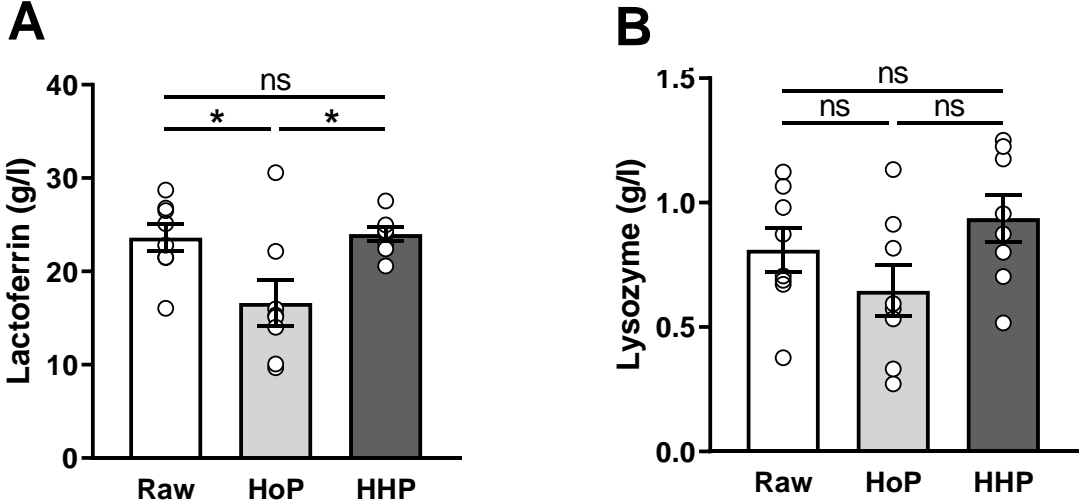 A
Lactoferrin (g/l)
40
30
20
10
0
ns
* *
Raw HoP HHP
B
Lysozyme (g/l)
1.5
1.0
0.5
0.0
ns
ns ns
Raw HoP HHP